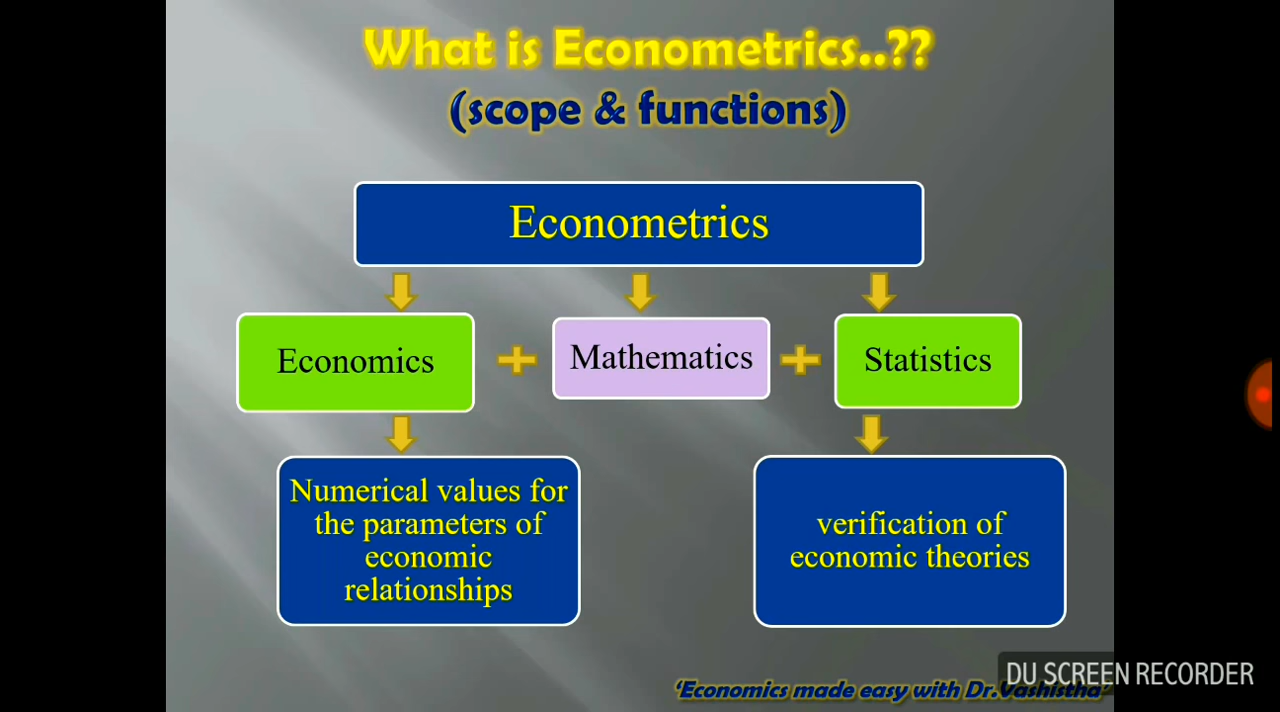 What is Econometrics..??
(scope & functions)
Econometrics
Economics
Mathematics
Statistics
Numerical values for
the parameters of
economic
relationships
verification of
economic theories
'Economics made easy with Dr.Vashistha'
DU SCREEN RECORDER